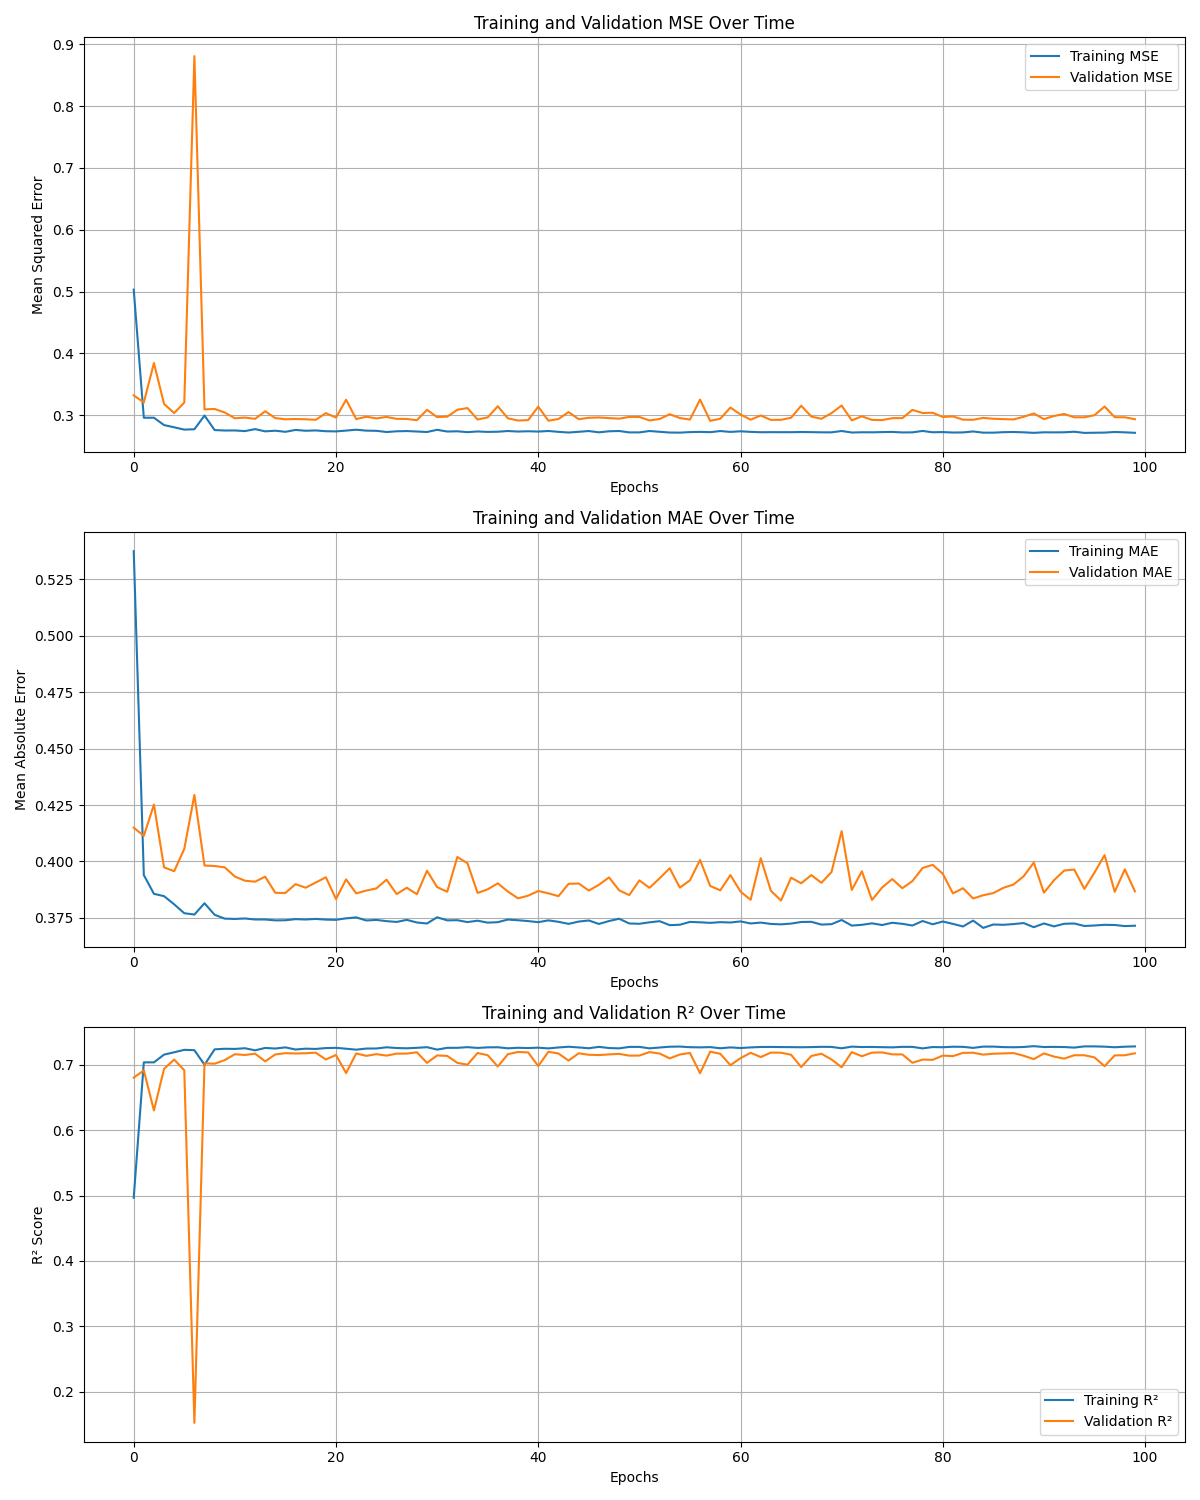 Training and Validation MSE Over Time
Mean Squared Error
0.9
0.8
0.7
0.6
0.5
0.4
0.3
Training MSE
Validation MSE
0 20 40 60 80 100
Epochs
Training and Validation MAE Over Time
Mean Absolute Error
0.525
0.500
0.475
0.450
0.425
0.400
0.375
Training MAE
Validation MAE
0 20 40 60 80 100
Epochs
Training and Validation R² Over Time
R² Score
0.7
0.6
0.5
0.4
0.3
0.2
Training R²
Validation R²
0 20 40 60 80 100
Epochs